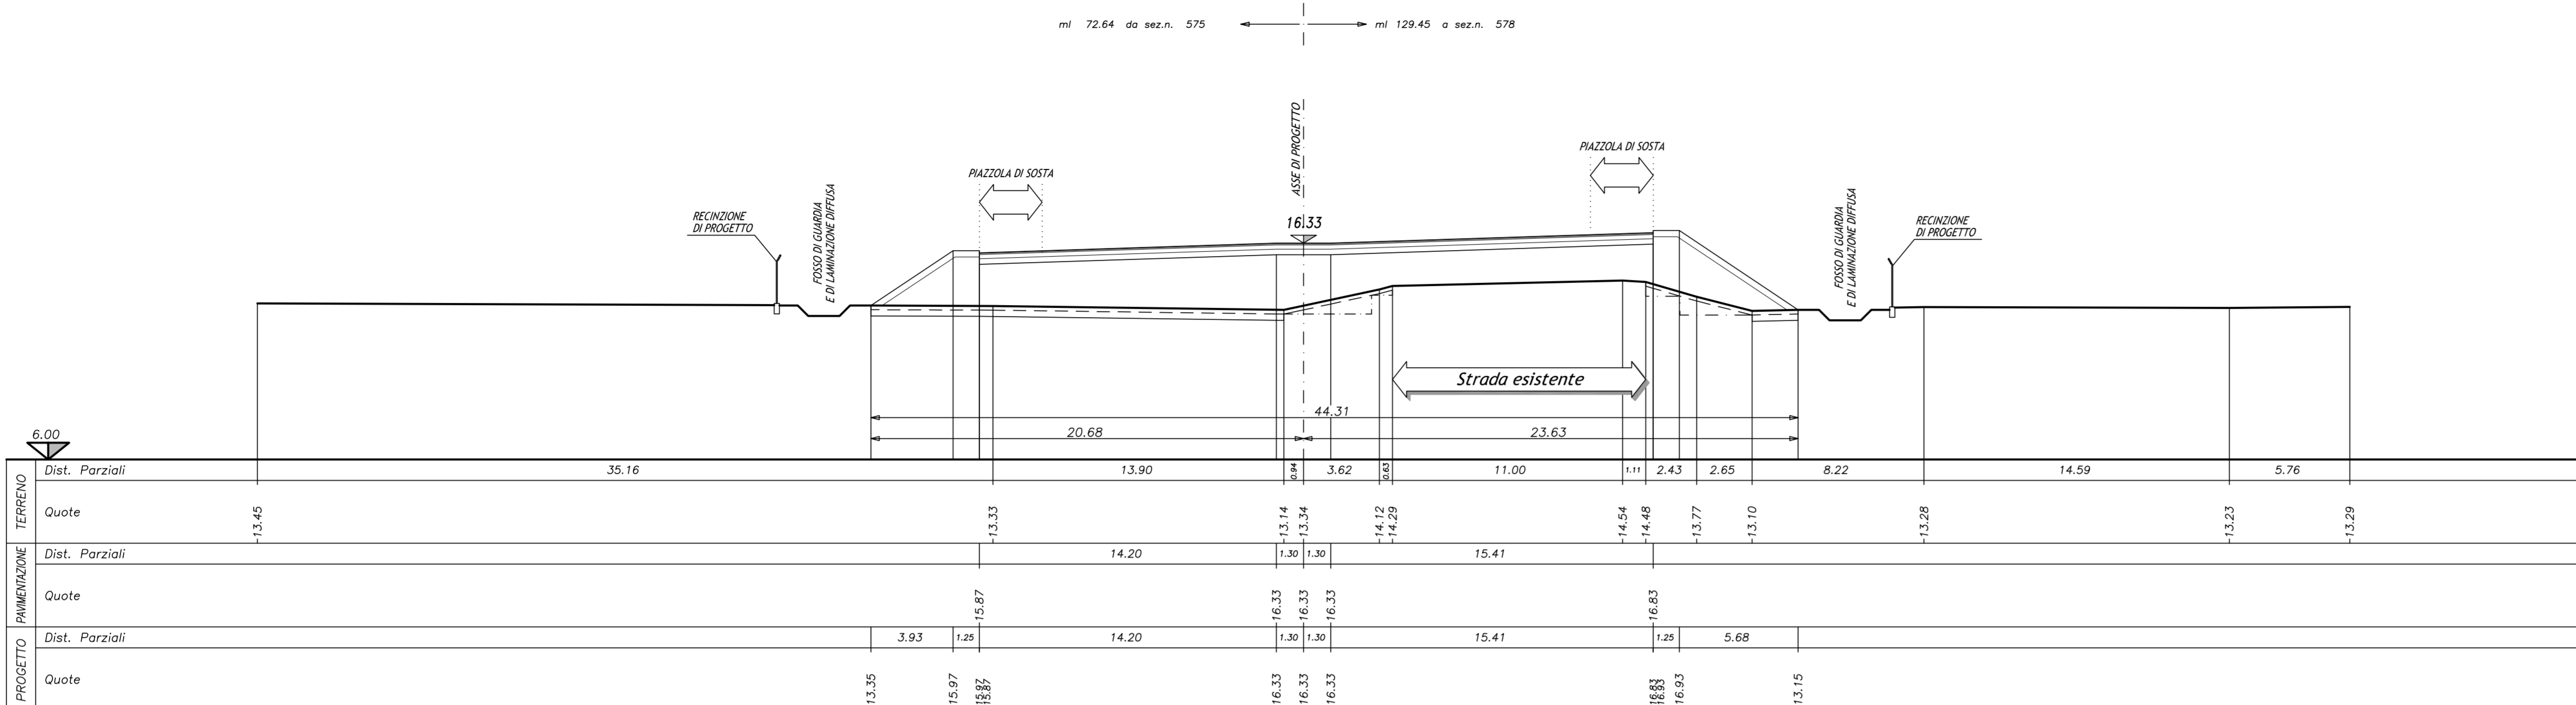 ml 72.64 da sez.n. 575
ml 129.45 a sez.n. 578
ASSE DI PROGETTO
PIAZZOLA DI SOSTA
PIAZZOLA DI SOSTA
RECINZIONE
DI PROGETTO
FOSSO DI GUARDIA
E DI LAMINAZIONE DIFFUSA
16.33
FOSSO DI GUARDIA
E DI LAMINAZIONE DIFFUSA
RECINZIONE
DI PROGETTO
Strada esistente
44.31
20.68
23.63
6.00
TERRENO
Dist. Parziali
35.16
13.90
0.94
3.62
0.63
11.00
1.11
2.43
2.65
8.22
14.59
5.76
Quote
13.45
13.33
13.14
13.34
14.12
14.29
14.54
14.48
13.77
13.10
13.28
13.23
13.29
PAVIMENTAZIONE
Dist. Parziali
14.20
1.30
1.30
15.41
Quote
15.87
16.33
16.33
16.33
16.83
PROGETTO
Dist. Parziali
3.93
1.25
14.20
1.30
1.30
15.41
1.25
5.68
Quote
13.35
15.97
15.97
15.87
16.33
16.33
16.33
16.83
16.93
16.93
13.15